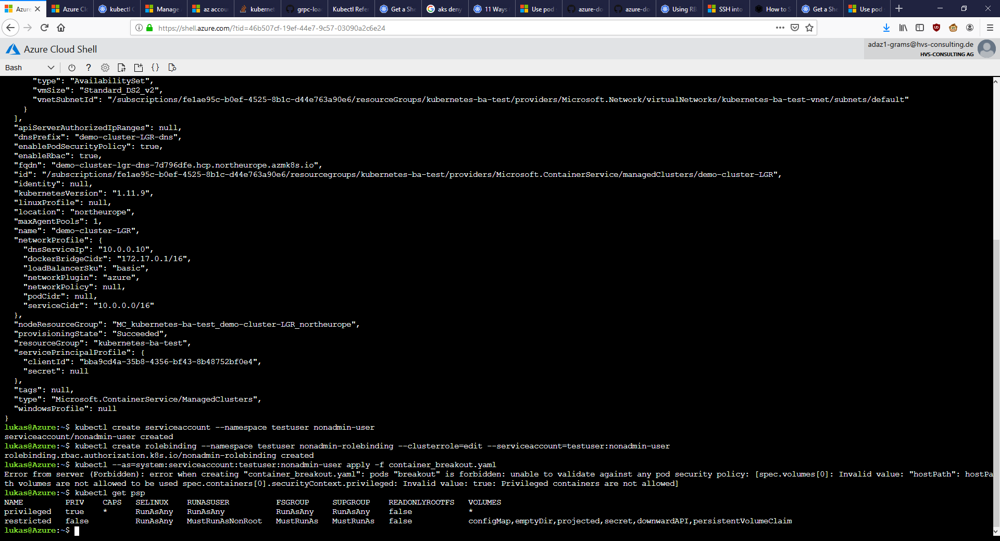 Azure
Azure Cl
kubectl C
Manage
az accou
kubernet
grpc-loa
Kubectl Refer
Get a She
aks deny
11 Ways
Use pod
azure-do
azure-do
Using RB
SSH into
How to S
Get a She
Use pod
https://shell.azure.com/?tid=46b507cf-19ef-44e7-9c57-03090a2c6e24
Azure Cloud Shell
adaz1-grams@hvs-consulting.de
HVS-CONSULTING AG
Bash
"type": "AvailabilitySet",
"vmSize": "Standard_DS2_v2",
"vnetSubnetId": "/subscriptions/fe1ae95c-b0ef-4525-8b1c-d44e763a90e6/resourceGroups/kubernetes-ba-test/providers/Microsoft.Network/virtualNetworks/kubernetes-ba-test-vnet/subnets/default"
}
],
"apiServerAuthorizedIpRanges": null,
"dnsPrefix": "demo-cluster-LGR-dns",
"enablePodSecurityPolicy": true,
"enableRbac": true,
"fqdn": "demo-cluster-lgr-dns-7d796dfe.hcp.northeurope.azmk8s.io",
"id": "/subscriptions/fe1ae95c-b0ef-4525-8b1c-d44e763a90e6/resourcegroups/kubernetes-ba-test/providers/Microsoft.ContainerService/managedClusters/demo-cluster-LGR",
"identity": null,
"kubernetesVersion": "1.11.9",
"linuxProfile": null,
"location": "northeurope",
"maxAgentPools": 1,
"name": "demo-cluster-LGR",
"networkProfile": {
"dnsServiceIp": "10.0.0.10",
"dockerBridgeCidr": "172.17.0.1/16",
"loadBalancerSku": "basic",
"networkPlugin": "azure",
"networkPolicy": null,
"podCidr": null,
"serviceCidr": "10.0.0.0/16"
},
"nodeResourceGroup": "MC_kubernetes-ba-test_demo-cluster-LGR_northeurope",
"provisioningState": "Succeeded",
"resourceGroup": "kubernetes-ba-test",
"servicePrincipalProfile": {
"clientId": "bba9cd4a-35b8-4356-bf43-8b48752bf0e4",
"secret": null
},
"tags": null,
"type": "Microsoft.ContainerService/ManagedClusters",
"windowsProfile": null
}
lukas@Azure:~$ kubectl create serviceaccount --namespace testuser nonadmin-user
serviceaccount/nonadmin-user created
lukas@Azure:~$ kubectl create rolebinding --namespace testuser nonadmin-rolebinding --clusterrole=edit --serviceaccount=testuser:nonadmin-user
rolebinding.rbac.authorization.k8s.io/nonadmin-rolebinding created
lukas@Azure:~$ kubectl --as=system:serviceaccount:testuser:nonadmin-user apply -f container_breakout.yaml
Error from server (Forbidden): error when creating "container_breakout.yaml": pods "breakout" is forbidden: unable to validate against any pod security policy: [spec.volumes[0]: Invalid value: "hostPath": hostPa
th volumes are not allowed to be used spec.containers[0].securityContext.privileged: Invalid value: true: Privileged containers are not allowed]
lukas@Azure:~$ kubectl get psp
NAME PRIV CAPS SELINUX RUNASUSER FSGROUP SUPGROUP READONLYROOTFS VOLUMES
privileged true * RunAsAny RunAsAny RunAsAny RunAsAny false *
restricted false RunAsAny MustRunAsNonRoot MustRunAs MustRunAs false configMap,emptyDir,projected,secret,downwardAPI,persistentVolumeClaim
lukas@Azure:~$